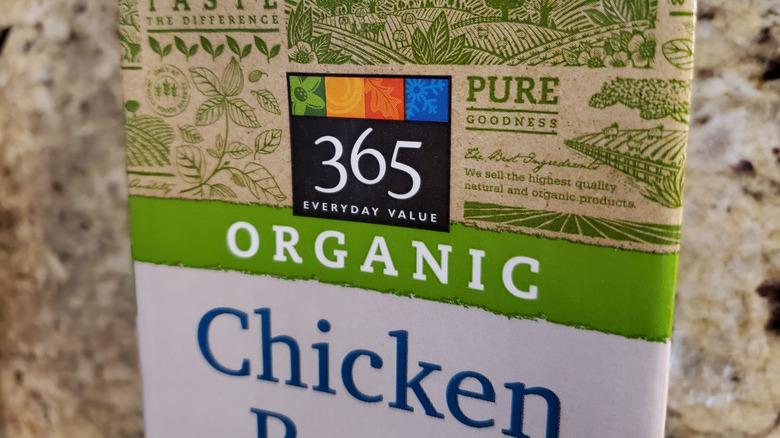 TASTE
THE DIFFERENCE
365
EVERYDAY VALUE
PURE
GOODNESS
The Best Ingredients
We sell the highest quality
natural and organic products.
ORGANIC
Chicken